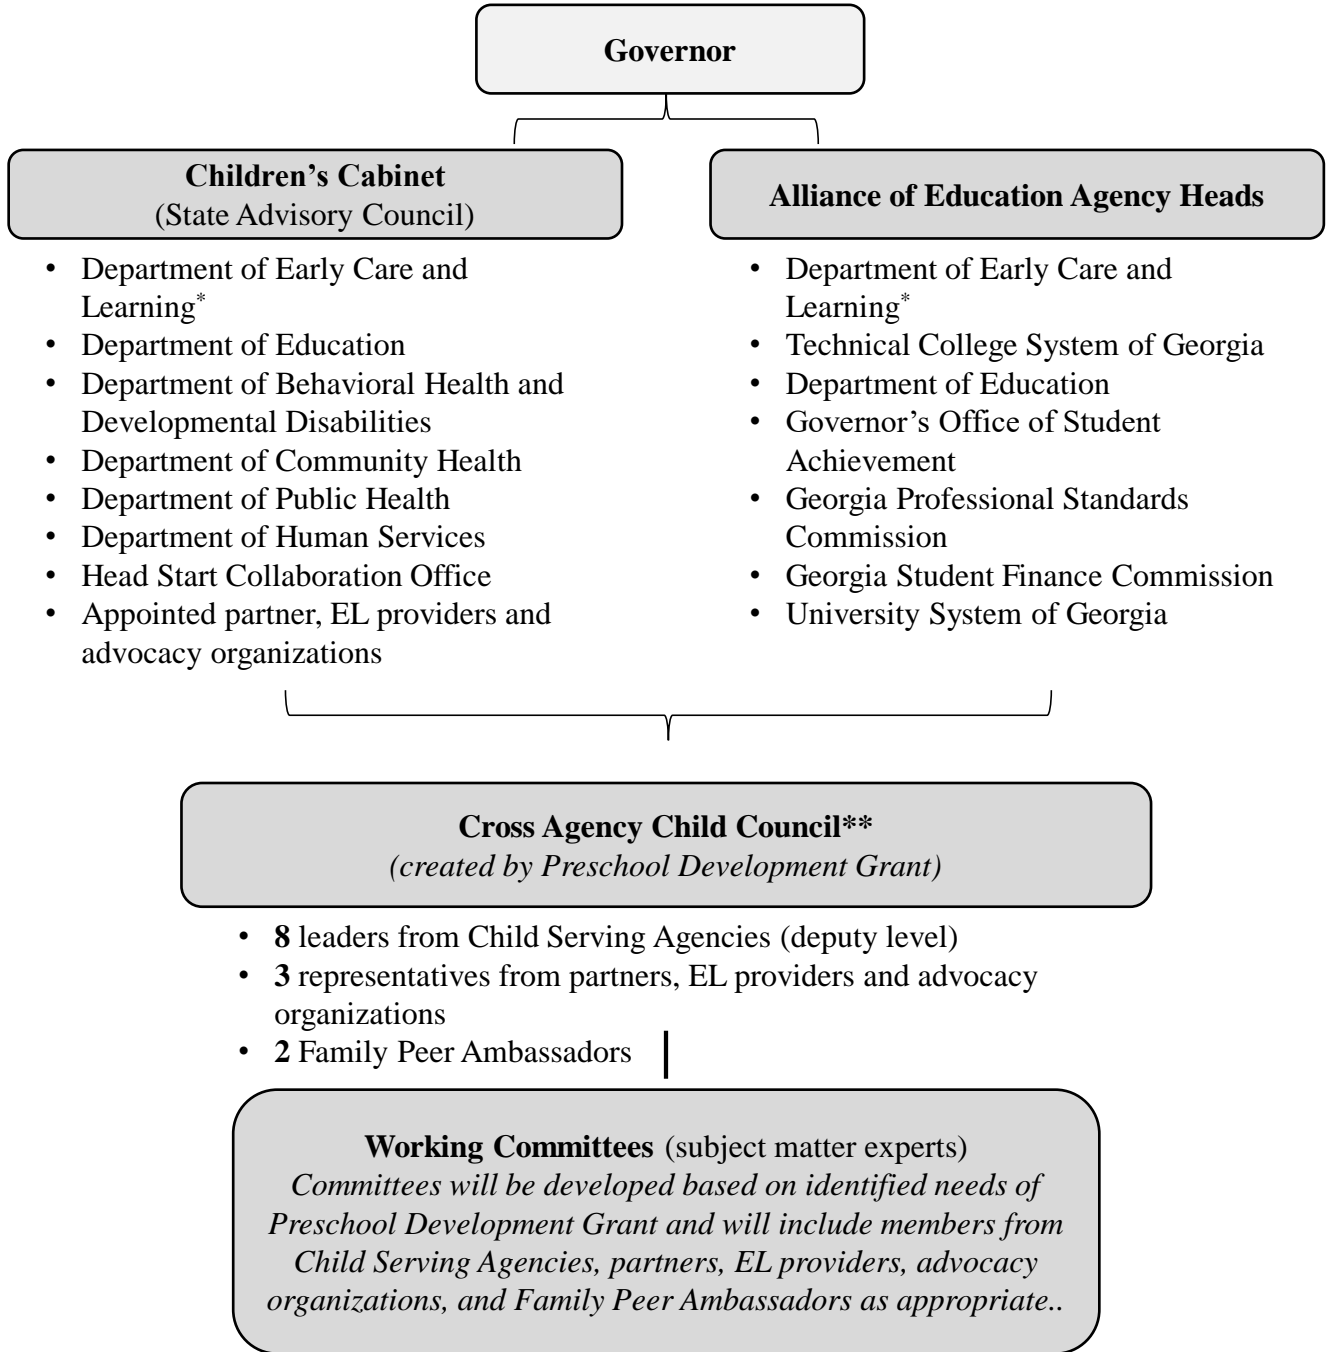 Governor
Children’s Cabinet
(State Advisory Council)
• Department of Early Care and
Learning*
• Department of Education
• Department of Behavioral Health and
Developmental Disabilities
• Department of Community Health
• Department of Public Health
• Department of Human Services
• Head Start Collaboration Office
• Appointed partner, EL providers and
advocacy organizations
Alliance of Education Agency Heads
• Department of Early Care and
Learning*
• Technical College System of Georgia
• Department of Education
• Governor’s Office of Student
Achievement
• Georgia Professional Standards
Commission
• Georgia Student Finance Commission
• University System of Georgia
Cross Agency Child Council**
(created by Preschool Development Grant)
• 8 leaders from Child Serving Agencies (deputy level)
• 3 representatives from partners, EL providers and advocacy
organizations
• 2 Family Peer Ambassadors
Working Committees (subject matter experts)
Committees will be developed based on identified needs of
Preschool Development Grant and will include members from
Child Serving Agencies, partners, EL providers, advocacy
organizations, and Family Peer Ambassadors as appropriate..